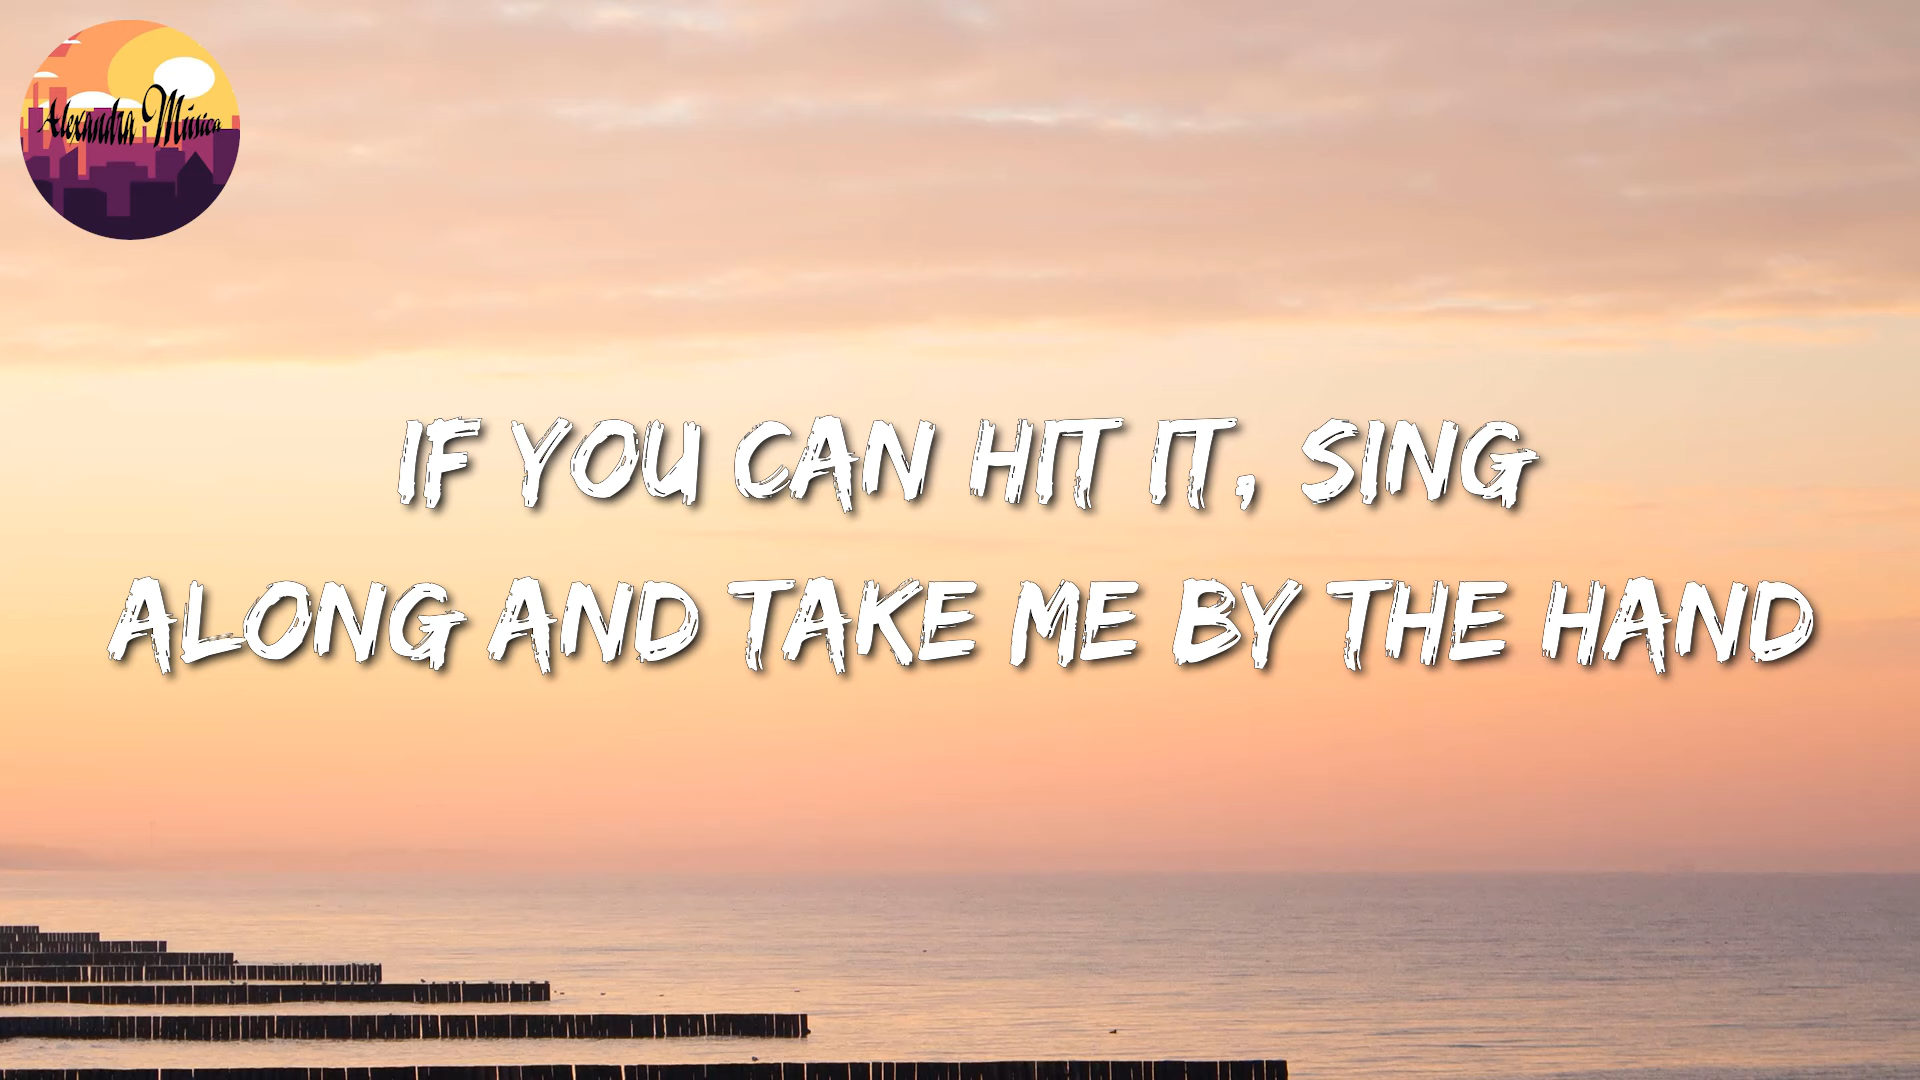 Alexandra Música
IF YOU CAN HIT IT, SING
ALONG AND TAKE ME BY THE HAND